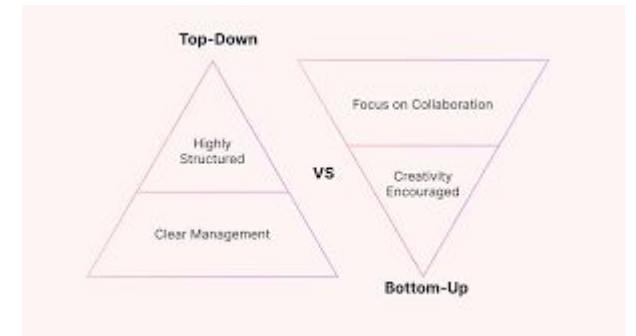 Top-Down
Highly
Structured
Clear Management
VS
Focus on Collaboration
Creativity
Encouraged
Bottom-Up